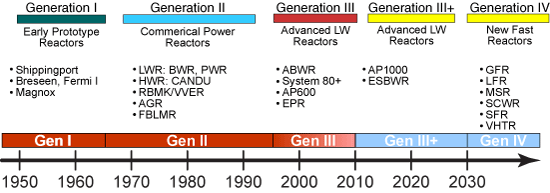 Generation I
Early Prototype
Reactors
•Shippingport
•Breseen, Fermi I
•Magnox
Generation II
Commerical Power
Reactors
•LWR: BWR, PWR
•HWR: CANDU
•RBMK/VVER
•AGR
•FBLMR
Generation III
Advanced LW
Reactors
•ABWR
•System 80+
•AP600
•EPR
Generation III+
Advanced LW
Reactors
•AP1000
•ESBWR
Generation IV
New Fast
Reactors
•GFR
•LFR
•MSR
•SCWR
•SFR
•VHTR
Gen I Gen II Gen III Gen III+ Gen IV
1950 1960 1970 1980 1990 2000 2010 2020 2030